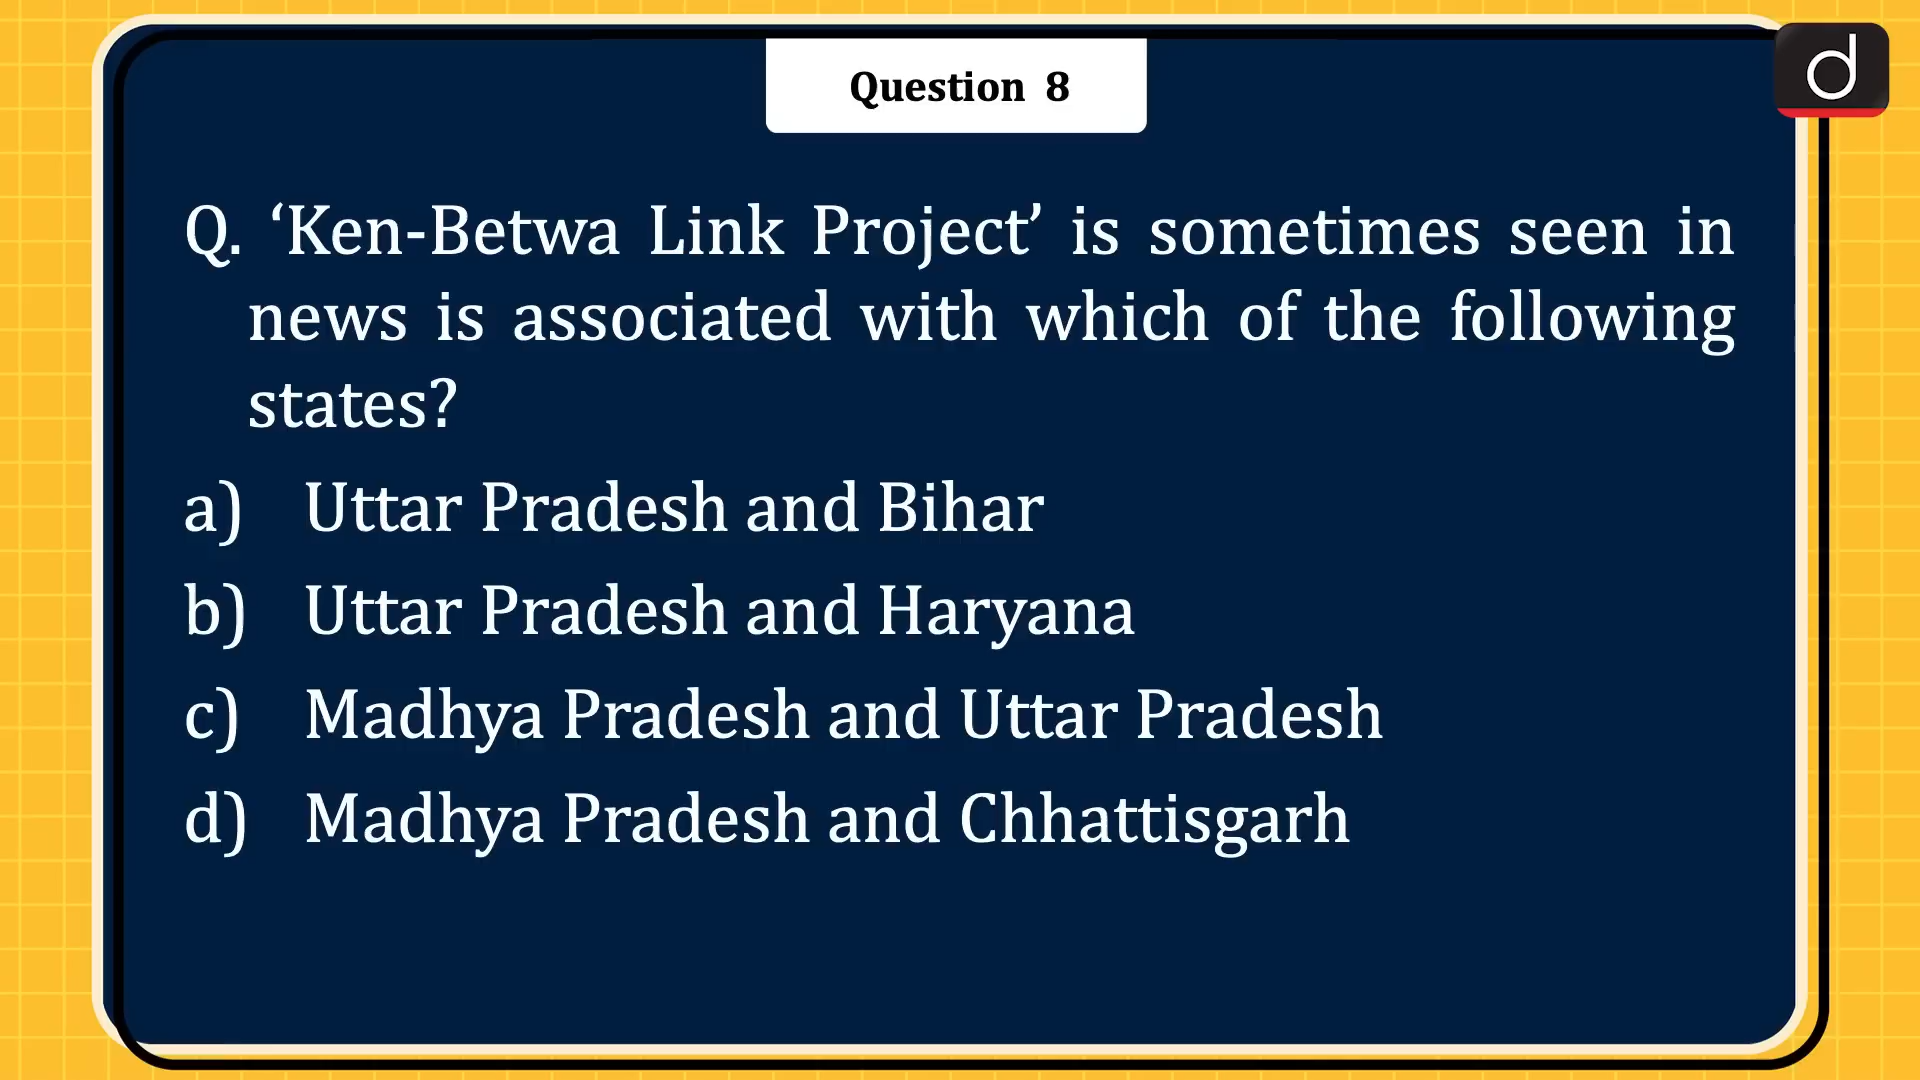 Question 8
d
Q. ‘Ken-Betwa Link Project’ is sometimes seen in
news is associated with which of the following
states?
a) Uttar Pradesh and Bihar
b) Uttar Pradesh and Haryana
c) Madhya Pradesh and Uttar Pradesh
d) Madhya Pradesh and Chhattisgarh